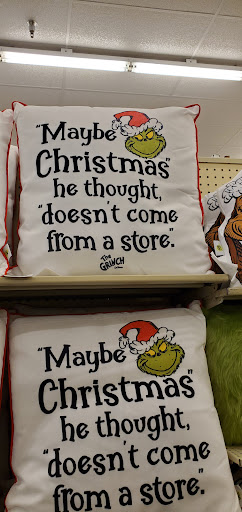 "Maybe
Christmas"
he thought,
"doesn't come
from a store."
The
GRINCH
"Maybe
Christmas"
he thought,
"doesn't come
from a store."